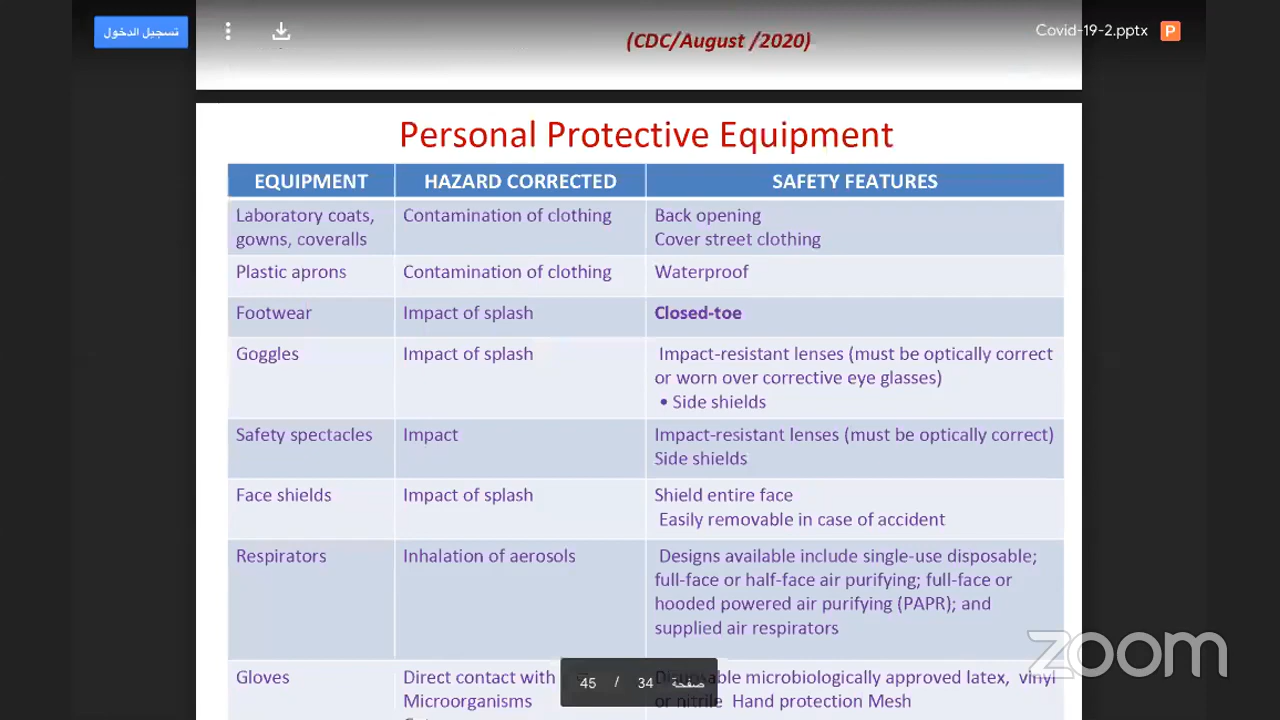 تسجيل الدخول
Covid-19-2.pptx P
(CDC/August /2020)
Personal Protective Equipment
EQUIPMENT HAZARD CORRECTED SAFETY FEATURES
Laboratory coats, gowns, coveralls
Contamination of clothing
Back opening
Cover street clothing
Plastic aprons
Contamination of clothing
Waterproof
Footwear
Impact of splash
Closed-toe
Goggles
Impact of splash
Impact-resistant lenses (must be optically correct
or worn over corrective eye glasses)
• Side shields
Safety spectacles
Impact
Impact-resistant lenses (must be optically correct)
Side shields
Face shields
Impact of splash
Shield entire face
Easily removable in case of accident
Respirators
Inhalation of aerosols
Designs available include single-use disposable;
full-face or half-face air purifying; full-face or
hooded powered air purifying (PAPR); and
supplied air respirators
Gloves
Direct contact with
Microorganisms
microbiologically approved latex, vinyl
or nitrile Hand protection Mesh
صفحة 34 / 45
zoom